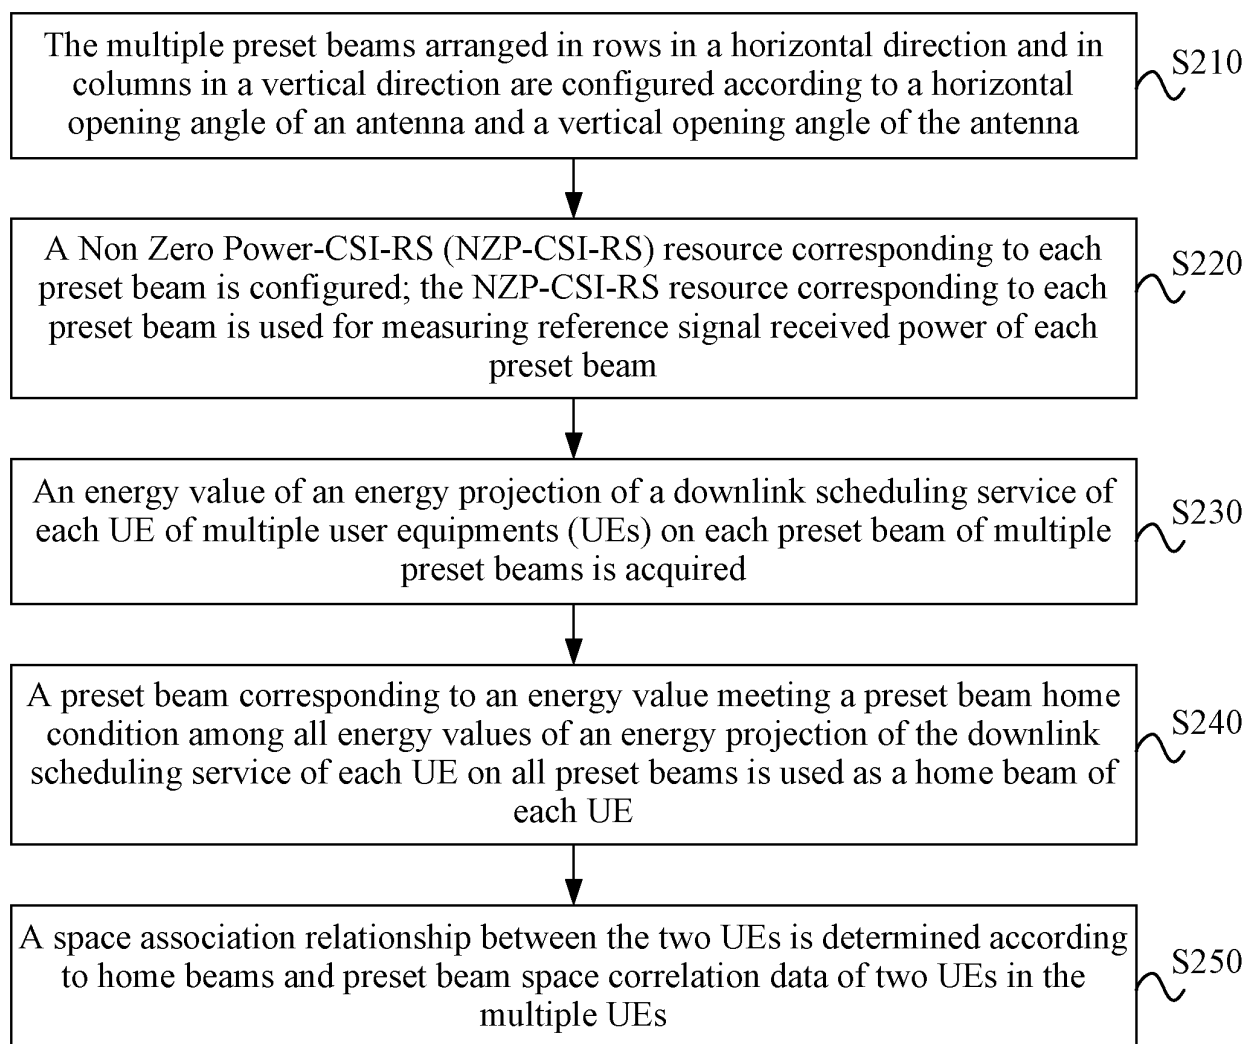 The multiple preset beams arranged in rows in a horizontal direction and in
columns in a vertical direction are configured according to a horizontal
opening angle of an antenna and a vertical opening angle of the antenna
S210
A Non Zero Power-CSI-RS (NZP-CSI-RS) resource corresponding to each
preset beam is configured; the NZP-CSI-RS resource corresponding to each
preset beam is used for measuring reference signal received power of each
preset beam
S220
An energy value of an energy projection of a downlink scheduling service of
each UE of multiple user equipments (UEs) on each preset beam of multiple
preset beams is acquired
S230
A preset beam corresponding to an energy value meeting a preset beam home
condition among all energy values of an energy projection of the downlink
scheduling service of each UE on all preset beams is used as a home beam of
each UE
S240
A space association relationship between the two UEs is determined according
to home beams and preset beam space correlation data of two UEs in the
multiple UEs
S250